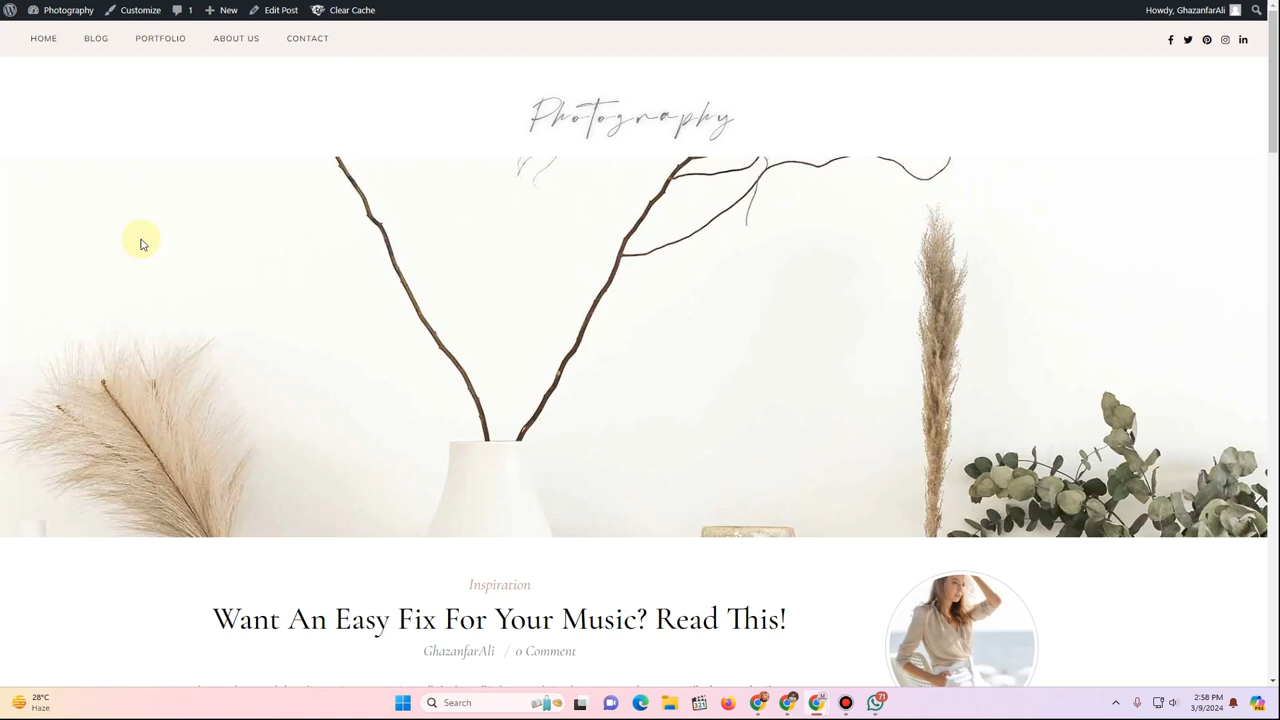 Photography Customize 1 New Edit Post Clear Cache Howdy, GhazanfarAli
HOME BLOG PORTFOLIO ABOUT US CONTACT
Photography
Inspiration
Want An Easy Fix For Your Music? Read This!
GhazanfarAli / 0 Comment
28°C
Haze
Search
71
2:58 PM
3/9/2024